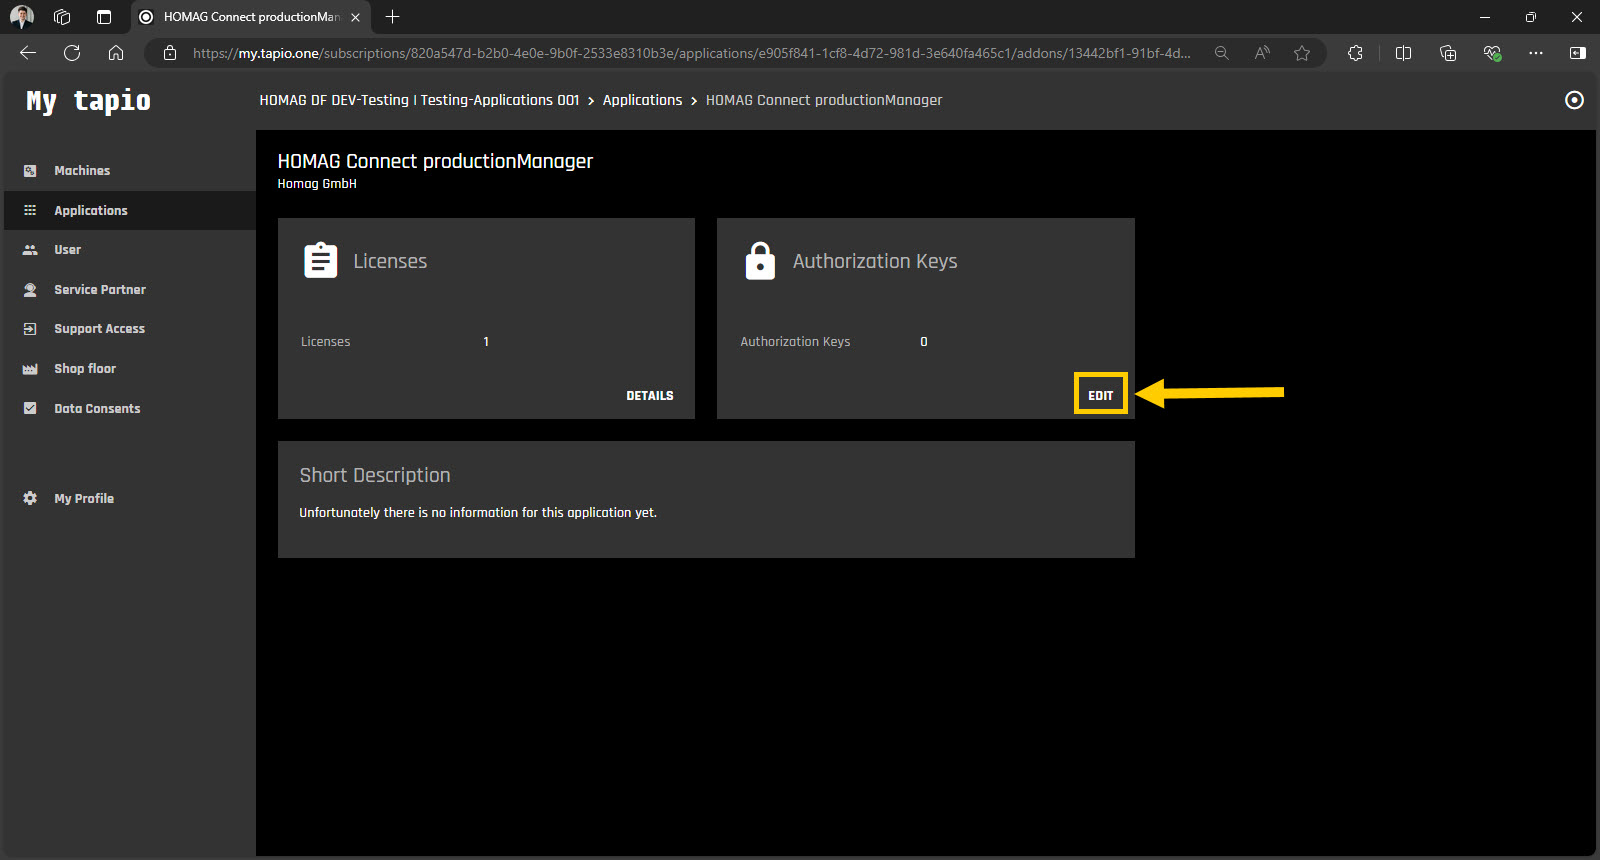 HOMAG Connect productionMan
https://my.tapio.one/subscriptions/820a547d-b2b0-4e0e-9b0f-2533e8310b3e/applications/e905f841-1cf8-4d72-981d-3e640fa465c1/addons/13442bf1-91bf-4d...
My tapio
HOMAG DF DEV-Testing | Testing-Applications 001 > Applications > HOMAG Connect productionManager
Machines
Applications
User
Service Partner
Support Access
Shop floor
Data Consents
My Profile
HOMAG Connect productionManager
Homag GmbH
Licenses
Licenses 1
DETAILS
Authorization Keys
Authorization Keys 0
EDIT
Short Description
Unfortunately there is no information for this application yet.